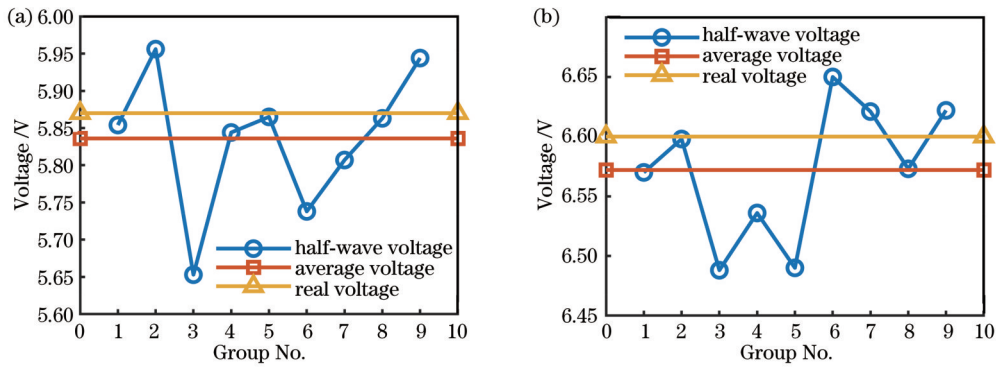 (a)
6.00
5.95
5.90
5.85
5.80
5.75
5.70
5.65
5.60
Voltage /V
half-wave voltage
average voltage
real voltage
0 1 2 3 4 5 6 7 8 9 10
Group No.
(b)
6.70
6.65
6.60
6.55
6.50
6.45
Voltage /V
half-wave voltage
average voltage
real voltage
0 1 2 3 4 5 6 7 8 9 10
Group No.